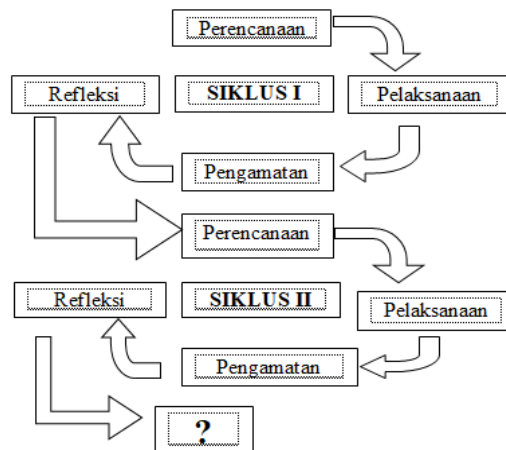 Perencanaan
Refleksi
SIKLUS I
Pelaksanaan
Pengamatan
Perencanaan
Refleksi
SIKLUS II
Pelaksanaan
Pengamatan
?